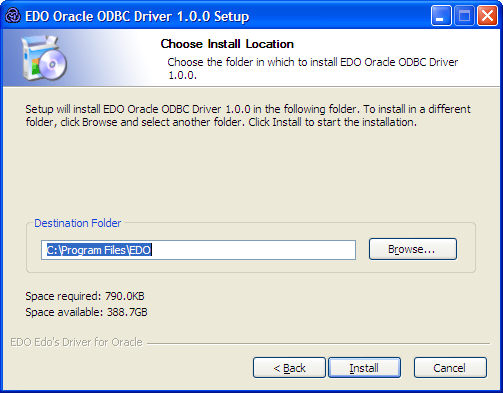 EDO Oracle ODBC Driver 1.0.0 Setup
Choose Install Location
Choose the folder in which to install EDO Oracle ODBC Driver
1.0.0.
Setup will install EDO Oracle ODBC Driver 1.0.0 in the following folder. To install in a different
folder, click Browse and select another folder. Click Install to start the installation.
Destination Folder
C:\Program Files\EDO
Browse...
Space required: 790.0KB
Space available: 388.7GB
EDO Edo's Driver for Oracle
< Back
Install
Cancel